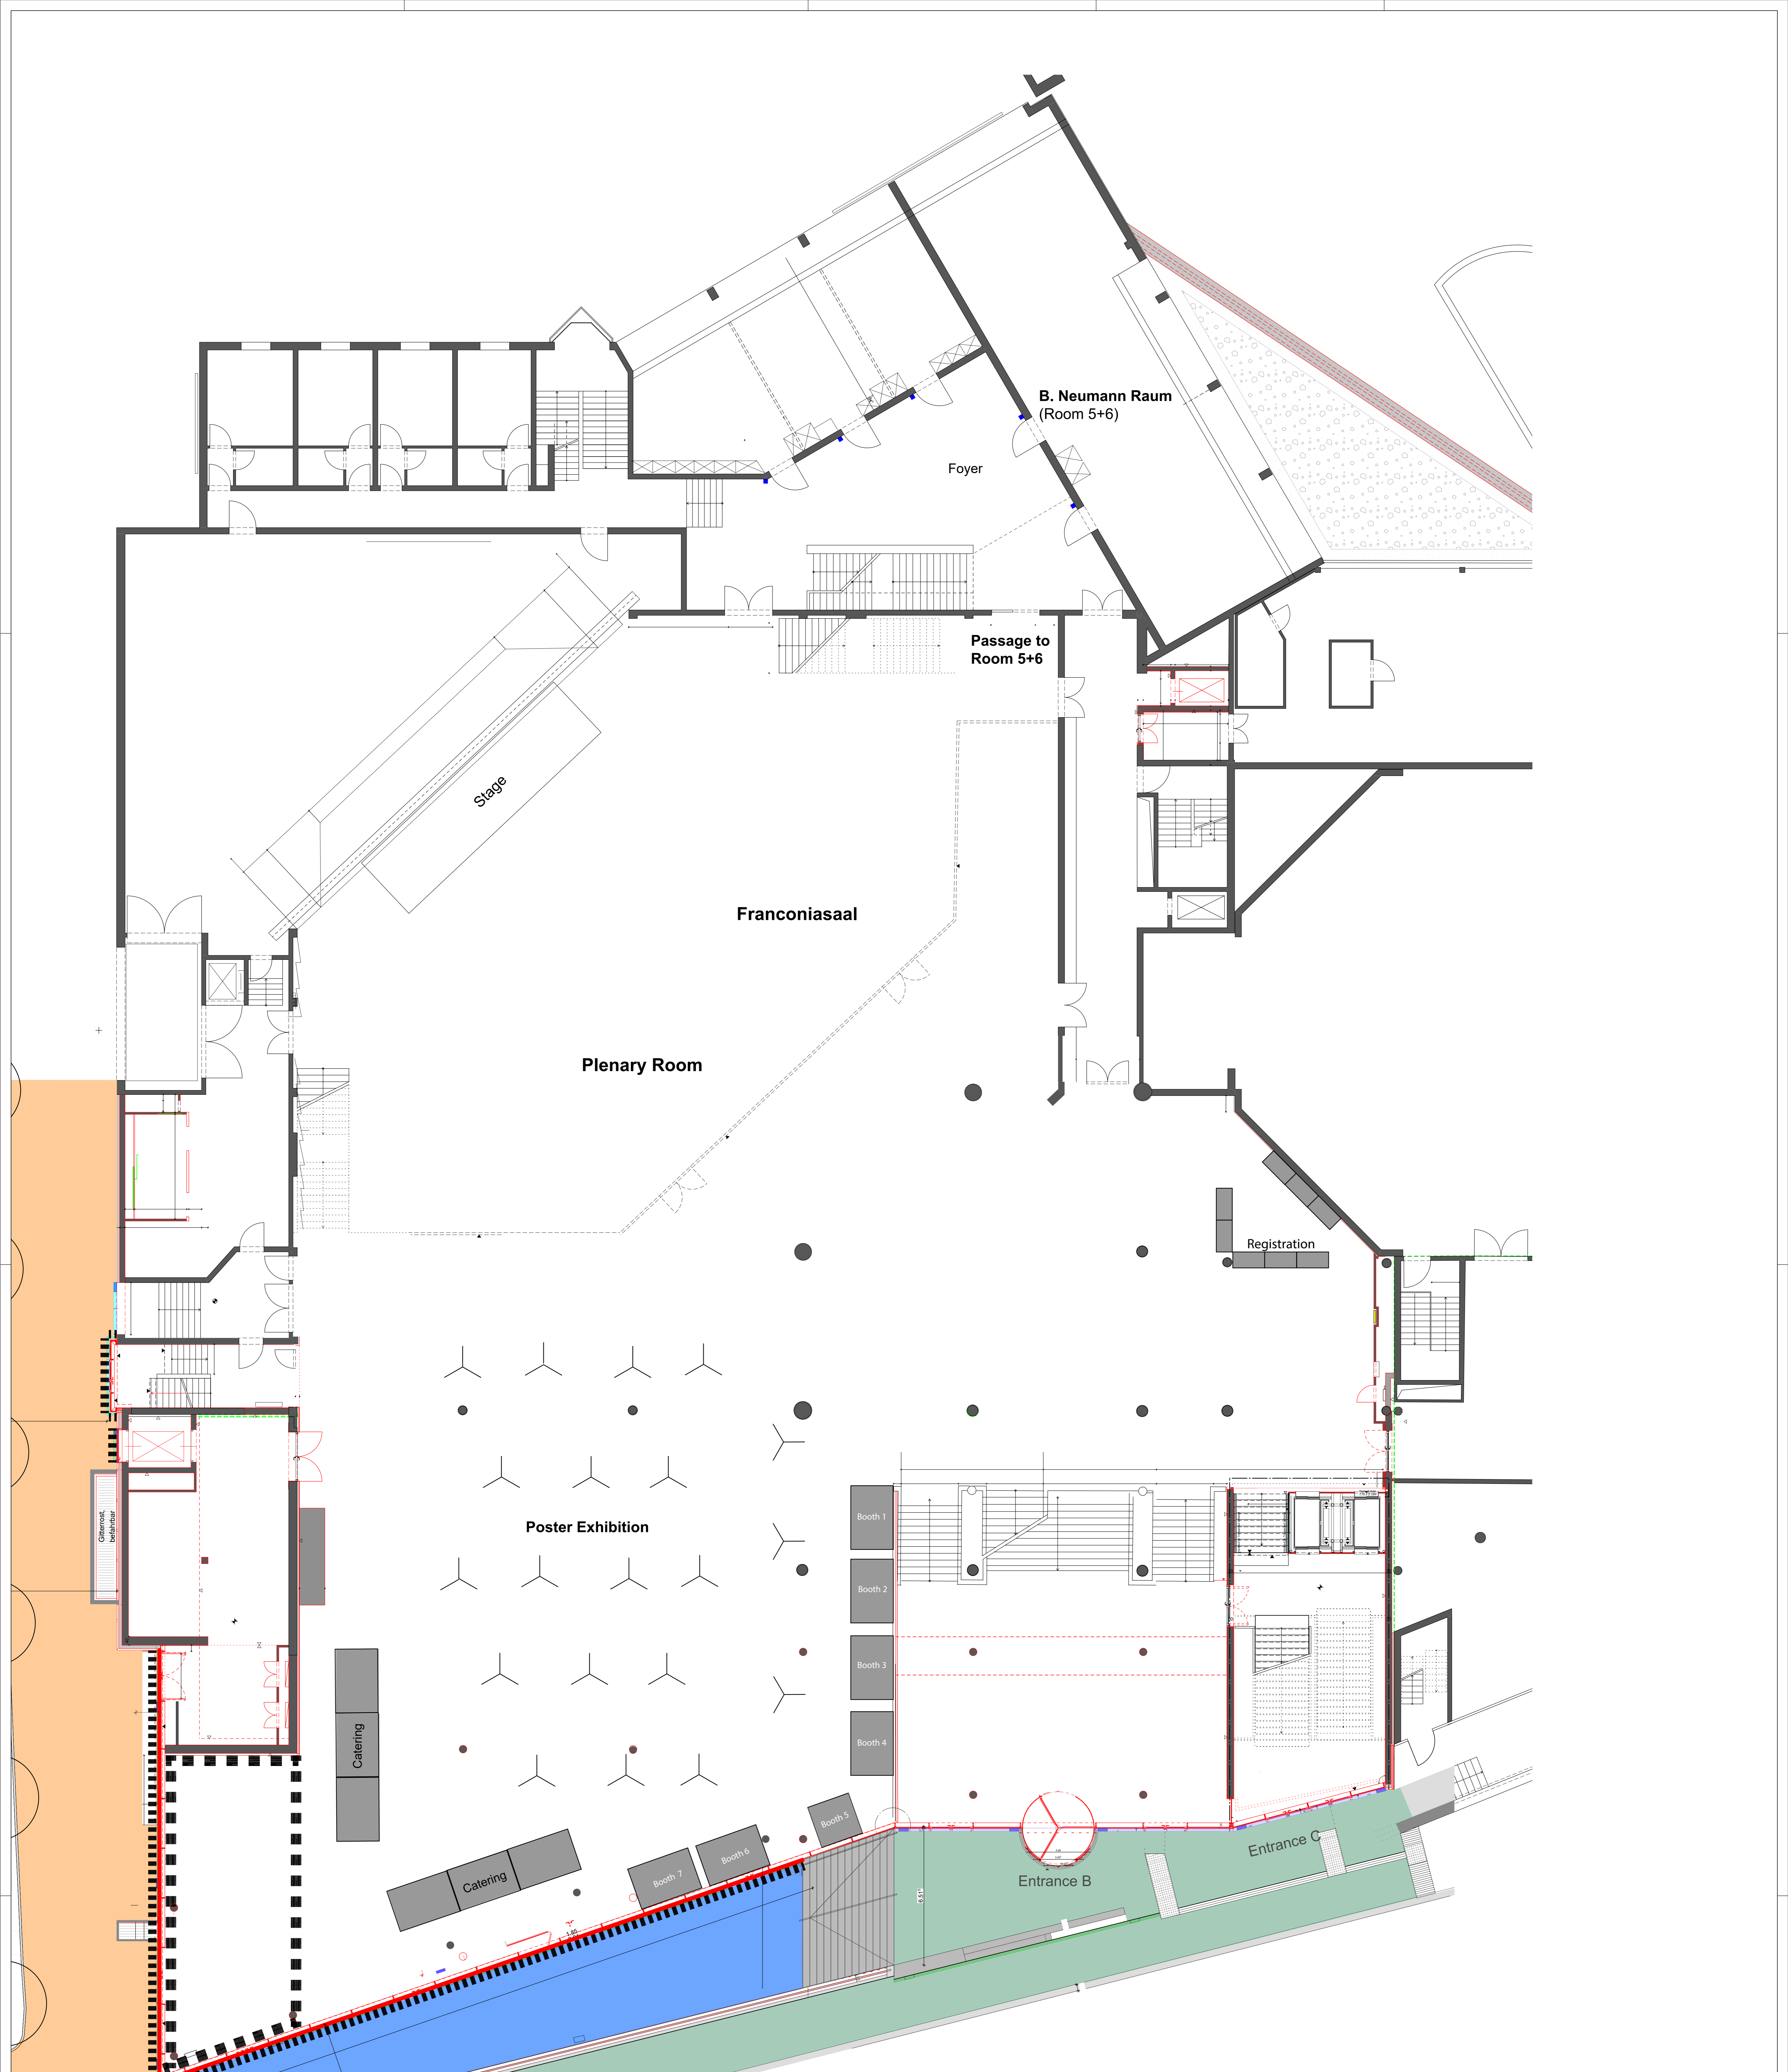 B. Neumann Raum
(Room 5+6)
Foyer
Passage to
Room 5+6
Stage
Franconiasaal
Plenary Room
Registration
Gitterrost,
befahrbar
Poster Exhibition
Booth 1
Booth 2
Booth 3
Booth 4
Booth 5
Booth 6
Booth 7
Catering
Catering
Entrance B
Entrance C